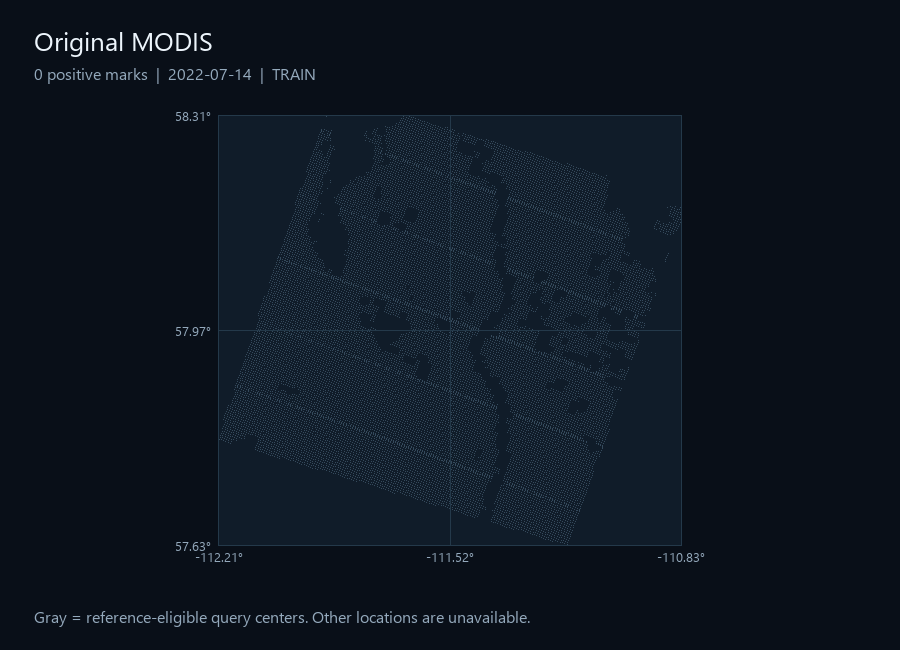 Original MODIS
0 positive marks | 2022-07-14 | TRAIN
58.31°
57.97°
57.63°
-112.21° -111.52° -110.83°
Gray = reference-eligible query centers. Other locations are unavailable.